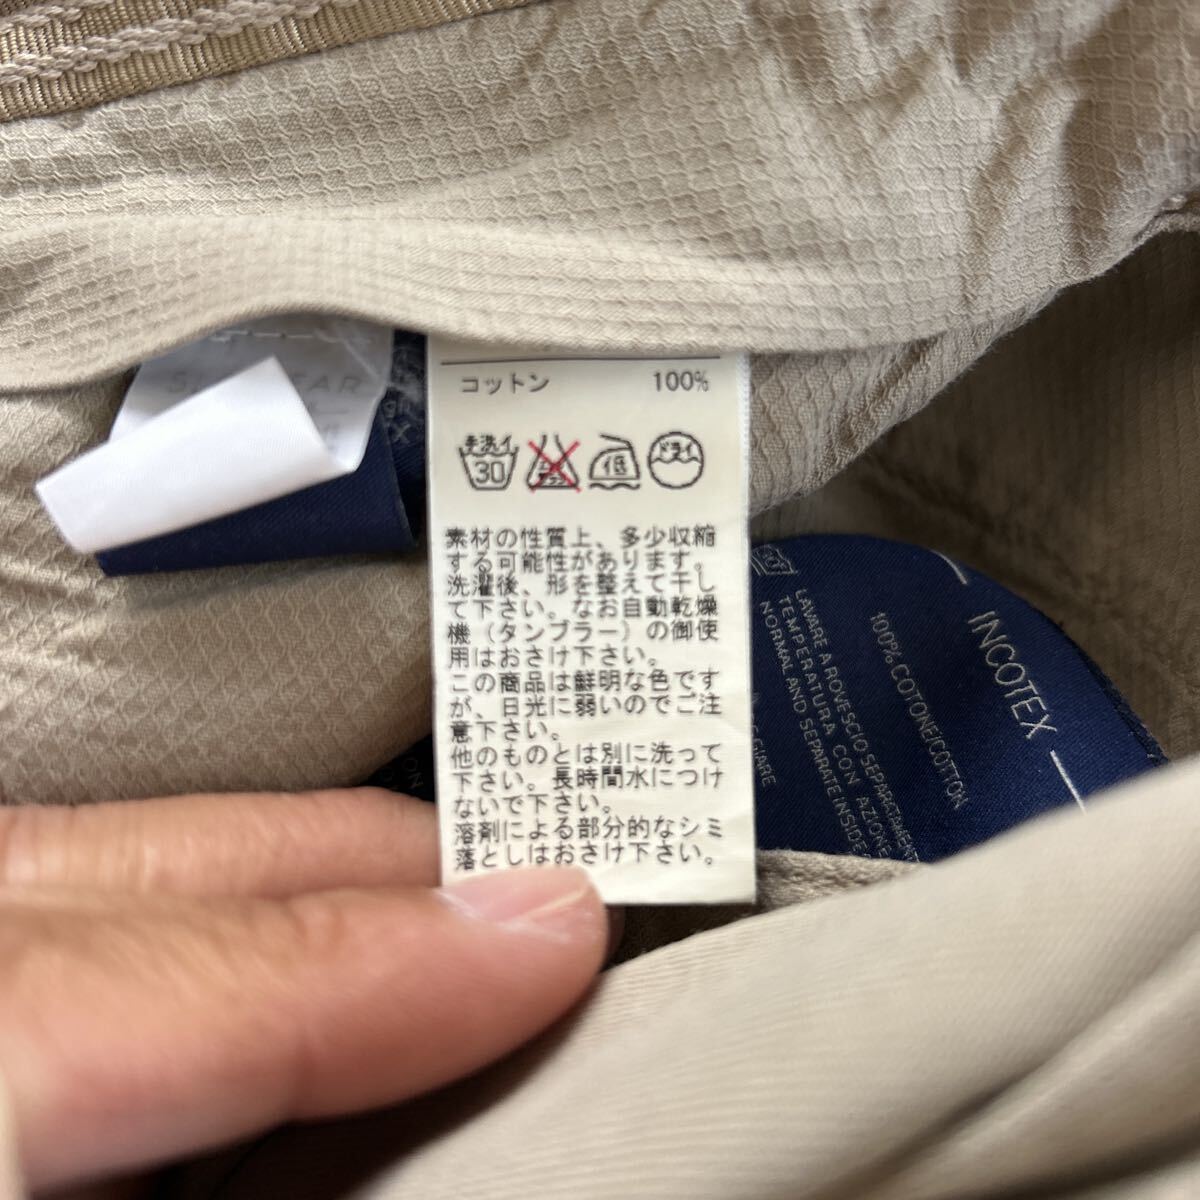 コットン 100%
手洗イ 30 低 ドライ
素材の性質上、多少収縮
する可能性があります。
洗濯後、形を整えて干し
て下さい。なお自動乾燥
機（タンブラー）の御使
用はおさけ下さい。
この商品は鮮明な色です
が、日光に弱いのでご注
意下さい。
他のものとは別に洗って
下さい。長時間水につけ
ないで下さい。
溶剤による部分的なシミ
落としはおさけ下さい。
INCOTEX
100% COTONE/COTTON
LAVARE A ROVESCIO SEPARATAMEN
TEMPERATURA CON AZIONE
NORMAL AND SEPARATE INSIDE